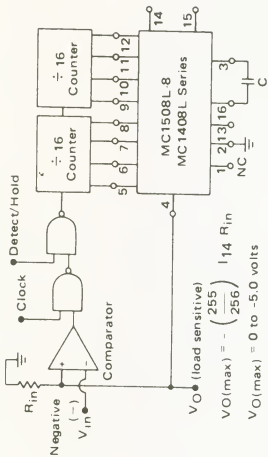 Detect/Hold
Clock
÷ 16
Counter
÷ 16
Counter
5
6
7
8
9
10
11
12
14
15
MC1508L-8
MC1408L Series
4
1
2
13
16
3
NC
C
Rin
Negative
(−)
Vin
+
−
Comparator
VO (load sensitive)
VO(max) = − (255/256) I14 Rin
VO(max) = 0 to -5.0 volts